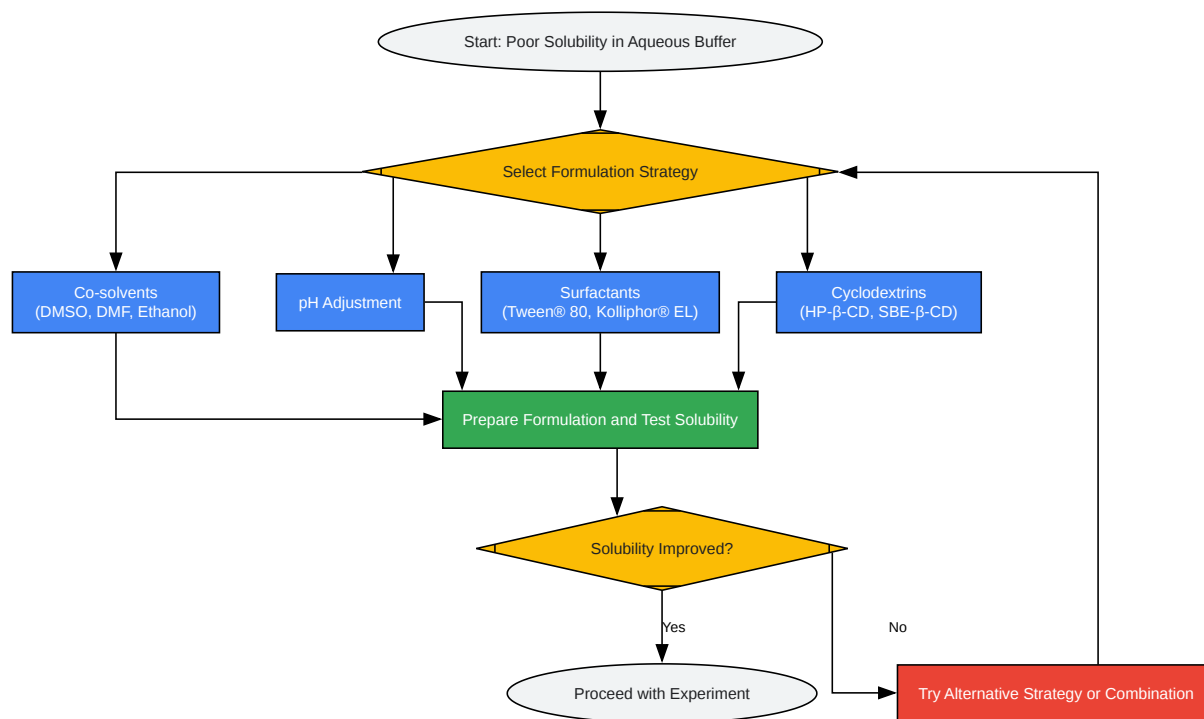 Start: Poor Solubility in Aqueous Buffer
Select Formulation Strategy
Co-solvents
(DMSO, DMF, Ethanol)
pH Adjustment
Surfactants
(Tween® 80, Kolliphor® EL)
Cyclodextrins
(HP-β-CD, SBE-β-CD)
Prepare Formulation and Test Solubility
Solubility Improved?
Yes
No
Proceed with Experiment
Try Alternative Strategy or Combination